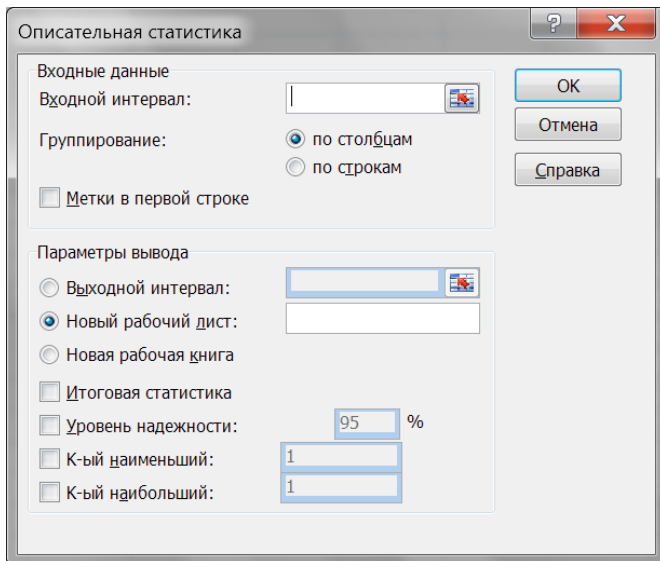 Описательная статистика
Входные данные
Входной интервал:
Группирование:
по столбцам
по строкам
Метки в первой строке
OK
Отмена
Справка
Параметры вывода
Выходной интервал:
Новый рабочий лист:
Новая рабочая книга
Итоговая статистика
Уровень надежности: 95 %
К-ый наименьший: 1
К-ый наибольший: 1